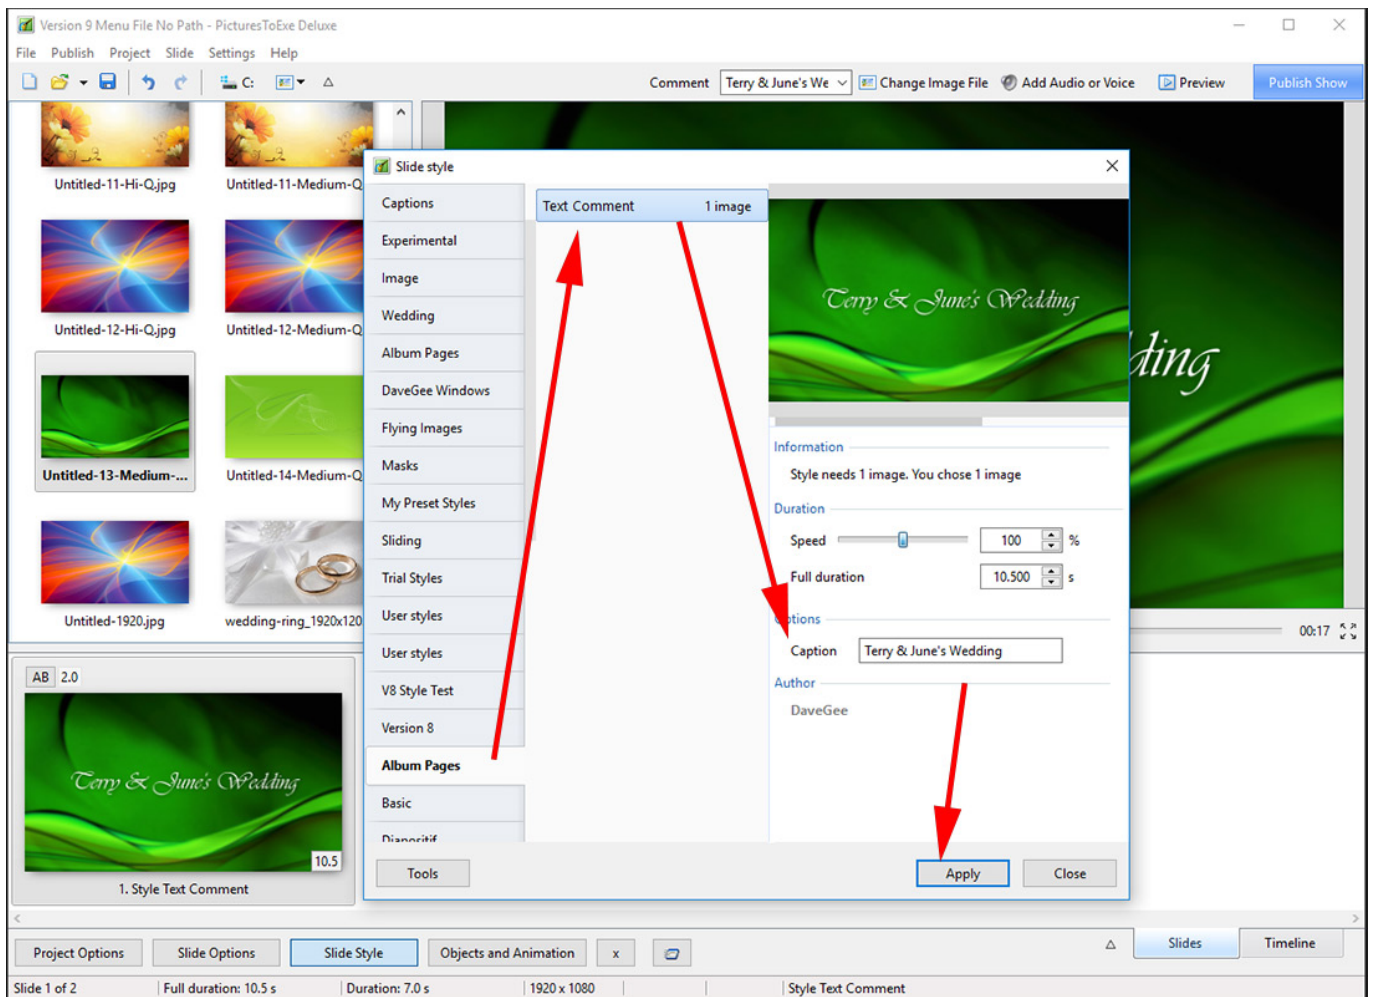 Version 9 Menu File No Path - PicturesToExe Deluxe
File Publish Project Slide Settings Help
C:
Comment Terry & June's We Change Image File Add Audio or Voice Preview Publish Show
Untitled-11-Hi-Q.jpg Untitled-11-Medium-Q
Untitled-12-Hi-Q.jpg Untitled-12-Medium-Q
Untitled-13-Medium-... Untitled-14-Medium-Q
Untitled-1920.jpg wedding-ring_1920x120
Slide style
Captions
Experimental
Image
Wedding
Album Pages
DaveGee Windows
Flying Images
Masks
My Preset Styles
Sliding
Trial Styles
User styles
User styles
V8 Style Test
Version 8
Album Pages
Basic
Diapositif
Text Comment 1 image
Terry & June's Wedding
Information
Style needs 1 image. You chose 1 image
Duration
Speed 100 %
Full duration 10.500 s
Options
Caption Terry & June's Wedding
Author
DaveGee
Tools Apply Close
dding
00:17
AB 2.0
Terry & June's Wedding
10.5
1. Style Text Comment
Project Options Slide Options Slide Style Objects and Animation x Slides Timeline
Slide 1 of 2 Full duration: 10.5 s Duration: 7.0 s 1920 x 1080 Style Text Comment